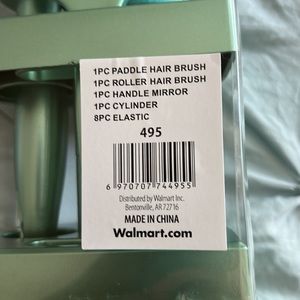 1PC PADDLE HAIR BRUSH
1PC ROLLER HAIR BRUSH
1PC HANDLE MIRROR
1PC CYLINDER
8PC ELASTIC
495
6 970707 744955
Distributed by Walmart Inc.
Bentonville, AR 72716
MADE IN CHINA
Walmart.com